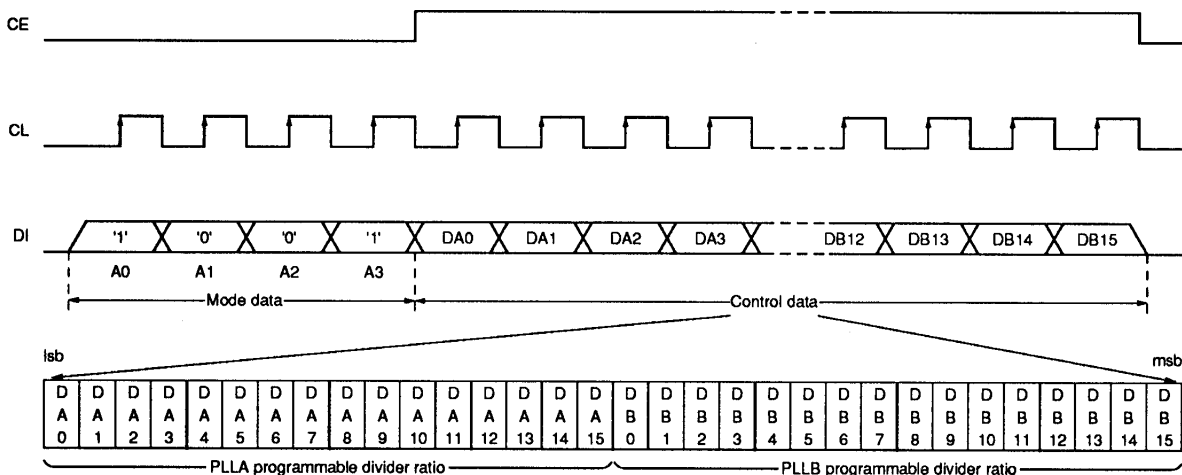 CE
CL
DI '1' '0' '0' '1' DA0 DA1 DA2 DA3 DB12 DB13 DB14 DB15
A0 A1 A2 A3
Mode data Control data
lsb msb
D D D D D D D D D D D D D D D D D D D D D D D D D D D D D D D D
A A A A A A A A A A A A A A A A B B B B B B B B B B B B B B B B
0 1 2 3 4 5 6 7 8 9 10 11 12 13 14 15 0 1 2 3 4 5 6 7 8 9 10 11 12 13 14 15
PLLA programmable divider ratio PLLB programmable divider ratio